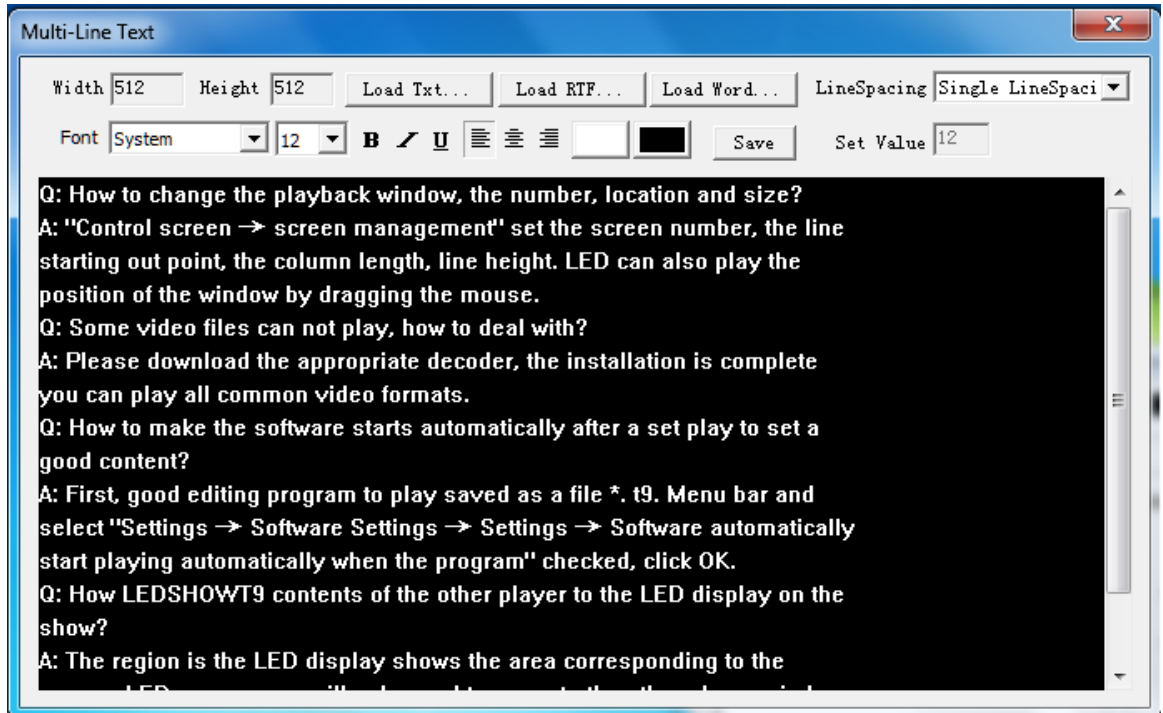 Multi-Line Text
Width 512 Height 512 Load Txt... Load RTF... Load Word... LineSpacing Single LineSpaci
Font System 12 B I U Save Set Value 12
Q: How to change the playback window, the number, location and size?
A: "Control screen → screen management" set the screen number, the line
starting out point, the column length, line height. LED can also play the
position of the window by dragging the mouse.
Q: Some video files can not play, how to deal with?
A: Please download the appropriate decoder, the installation is complete
you can play all common video formats.
Q: How to make the software starts automatically after a set play to set a
good content?
A: First, good editing program to play saved as a file *. t9. Menu bar and
select "Settings → Software Settings → Settings → Software automatically
start playing automatically when the program" checked, click OK.
Q: How LEDSHOWT9 contents of the other player to the LED display on the
show?
A: The region is the LED display shows the area corresponding to the